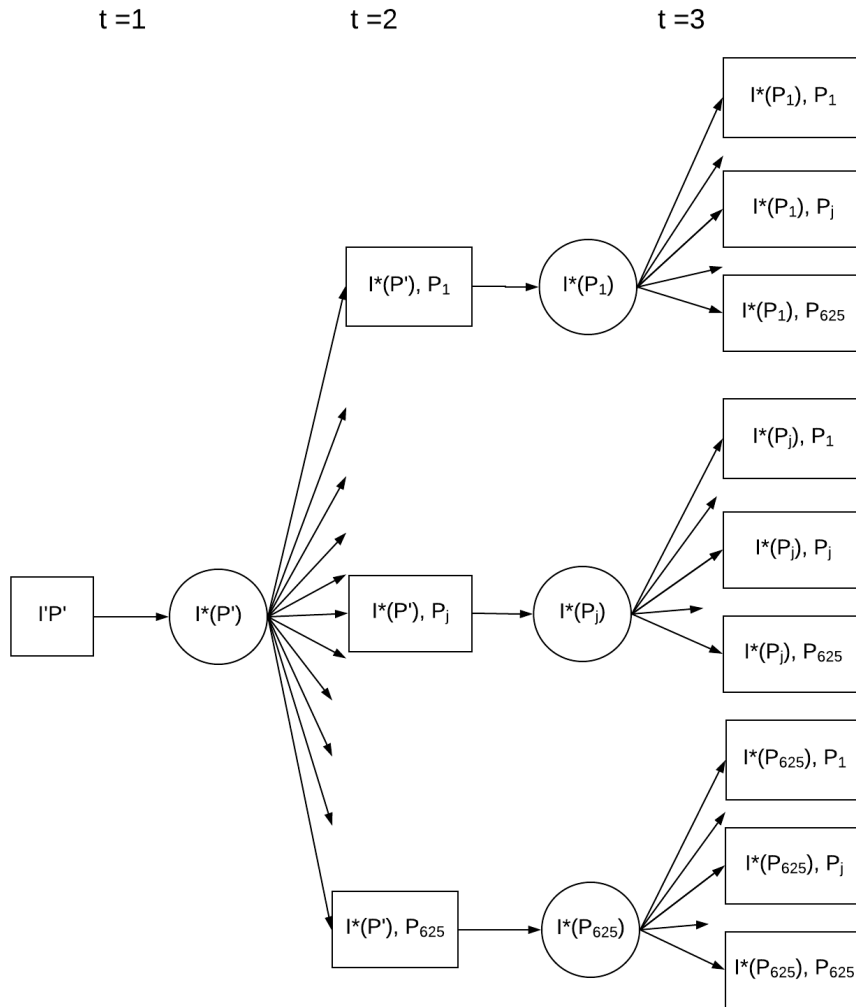 t =1
t =2
t =3
I*(P₁), P₁
I*(P₁), Pⱼ
I*(P'), P₁
I*(P₁)
I*(P₁), P₆₂₅
I*(Pⱼ), P₁
I*(Pⱼ), Pⱼ
I'P'
I*(P')
I*(P'), Pⱼ
I*(Pⱼ)
I*(Pⱼ), P₆₂₅
I*(P₆₂₅), P₁
I*(P₆₂₅), Pⱼ
I*(P'), P₆₂₅
I*(P₆₂₅)
I*(P₆₂₅), P₆₂₅